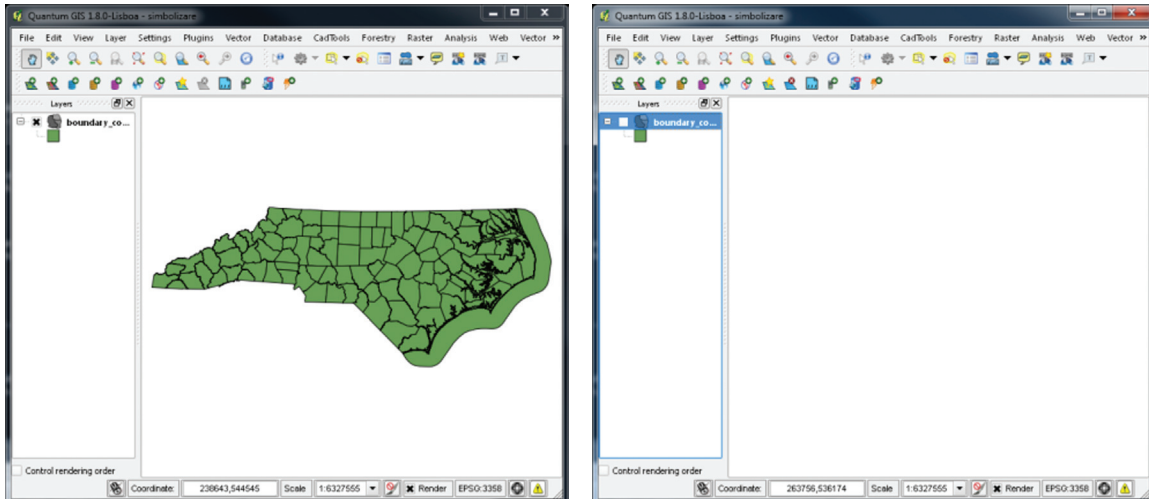 Quantum GIS 1.8.0-Lisboa - simbolizare
File Edit View Layer Settings Plugins Vector Database CadTools Forestry Raster Analysis Web Vector »
Layers
boundary_co...
Control rendering order
Coordinate: 238643,544545 Scale 1:6327555 Render EPSG:3358
Quantum GIS 1.8.0-Lisboa - simbolizare
File Edit View Layer Settings Plugins Vector Database CadTools Forestry Raster Analysis Web Vector »
Layers
boundary_co...
Control rendering order
Coordinate: 263756,536174 Scale 1:6327555 Render EPSG:3358